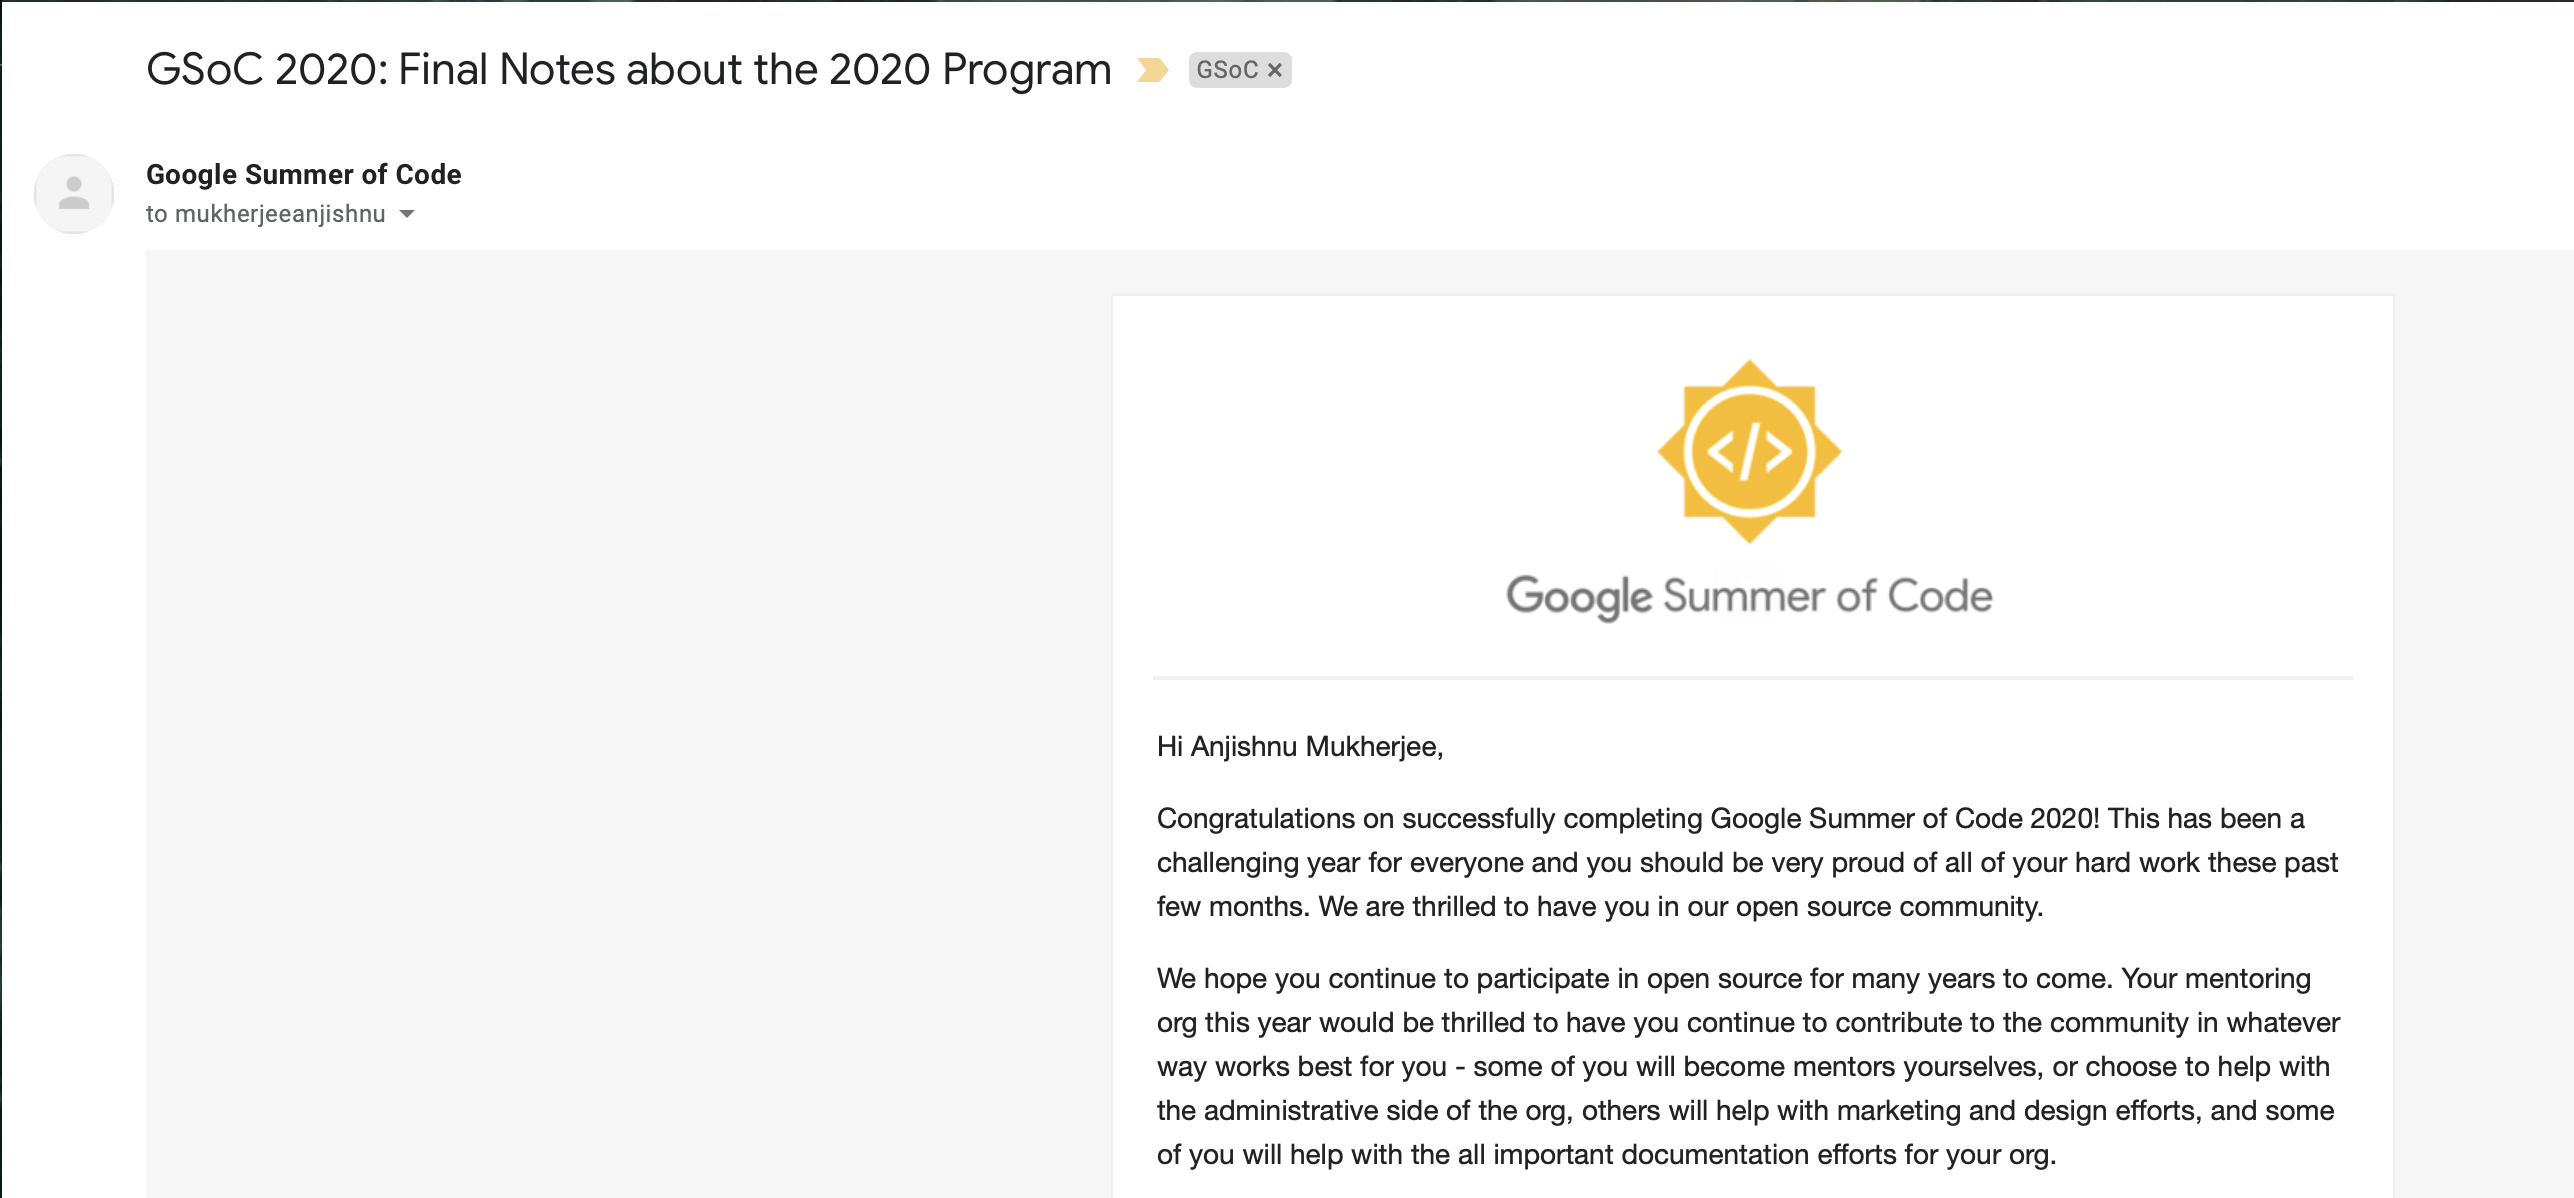 GSoC 2020: Final Notes about the 2020 Program GSoC ×
Google Summer of Code
to mukherjeeanjishnu
</>
Google Summer of Code
Hi Anjishnu Mukherjee,
Congratulations on successfully completing Google Summer of Code 2020! This has been a
challenging year for everyone and you should be very proud of all of your hard work these past
few months. We are thrilled to have you in our open source community.
We hope you continue to participate in open source for many years to come. Your mentoring
org this year would be thrilled to have you continue to contribute to the community in whatever
way works best for you - some of you will become mentors yourselves, or choose to help with
the administrative side of the org, others will help with marketing and design efforts, and some
of you will help with the all important documentation efforts for your org.